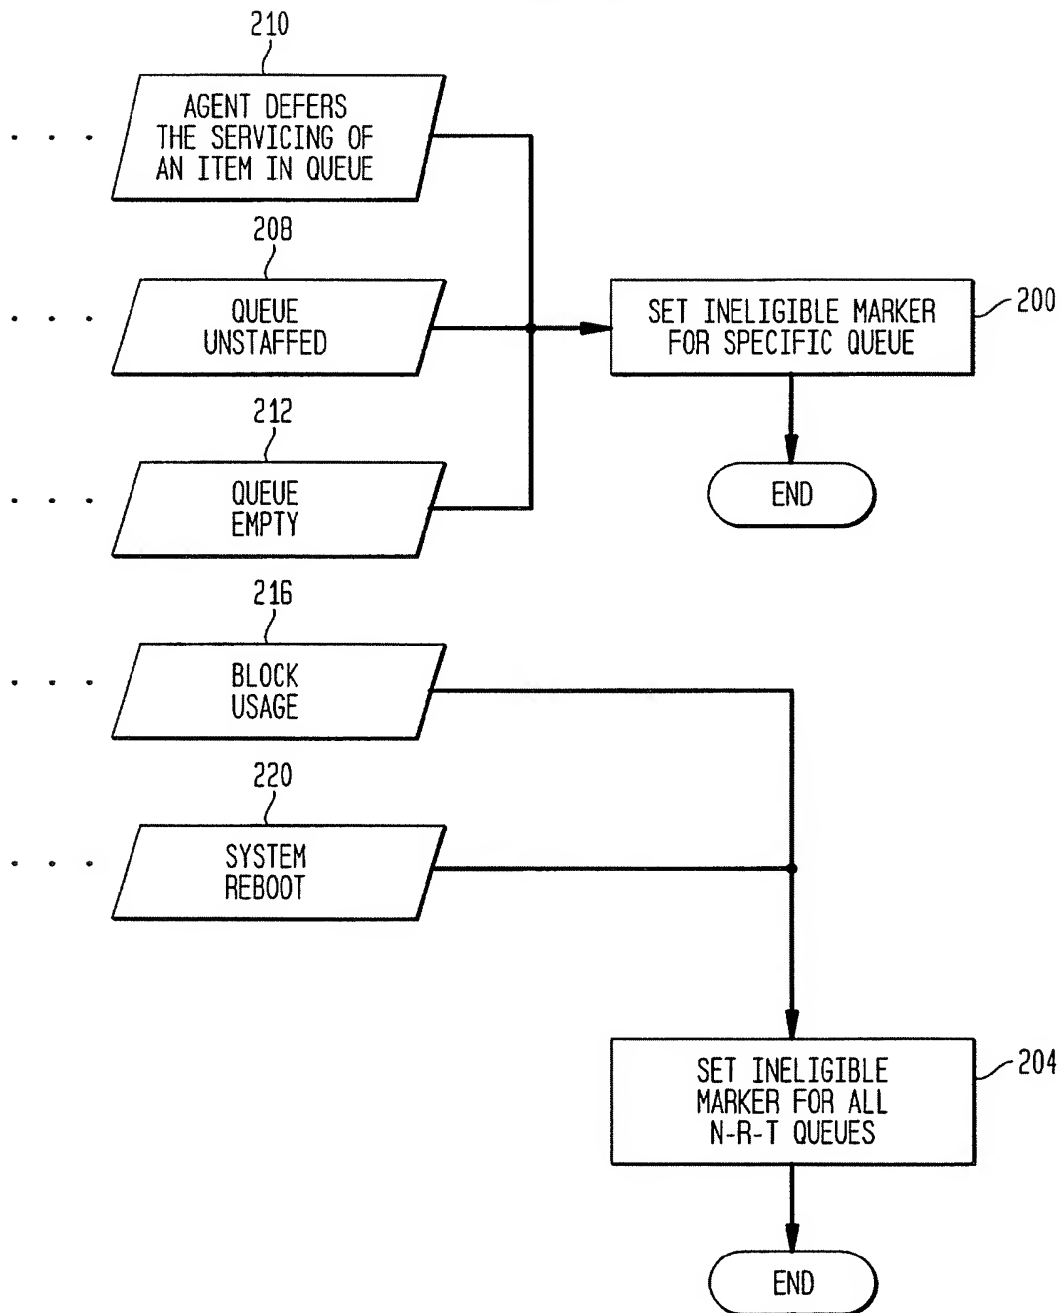 210
AGENT DEFERS
THE SERVICING OF
AN ITEM IN QUEUE
208
QUEUE
UNSTAFFED
SET INELIGIBLE MARKER
FOR SPECIFIC QUEUE
200
212
QUEUE
EMPTY
END
216
BLOCK
USAGE
220
SYSTEM
REBOOT
SET INELIGIBLE
MARKER FOR ALL
N-R-T QUEUES
204
END